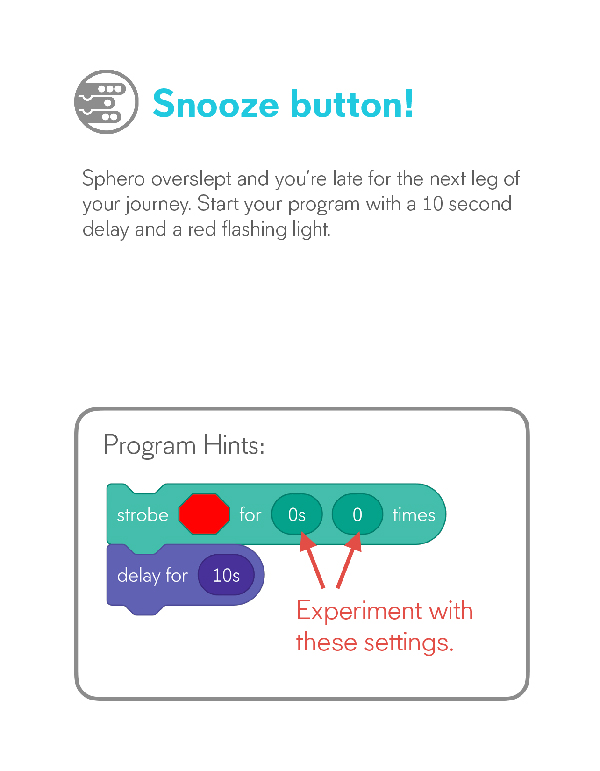 Snooze button!
Sphero overslept and you're late for the next leg of
your journey. Start your program with a 10 second
delay and a red flashing light.
Program Hints:
strobe for 0s 0 times
delay for 10s
Experiment with
these settings.